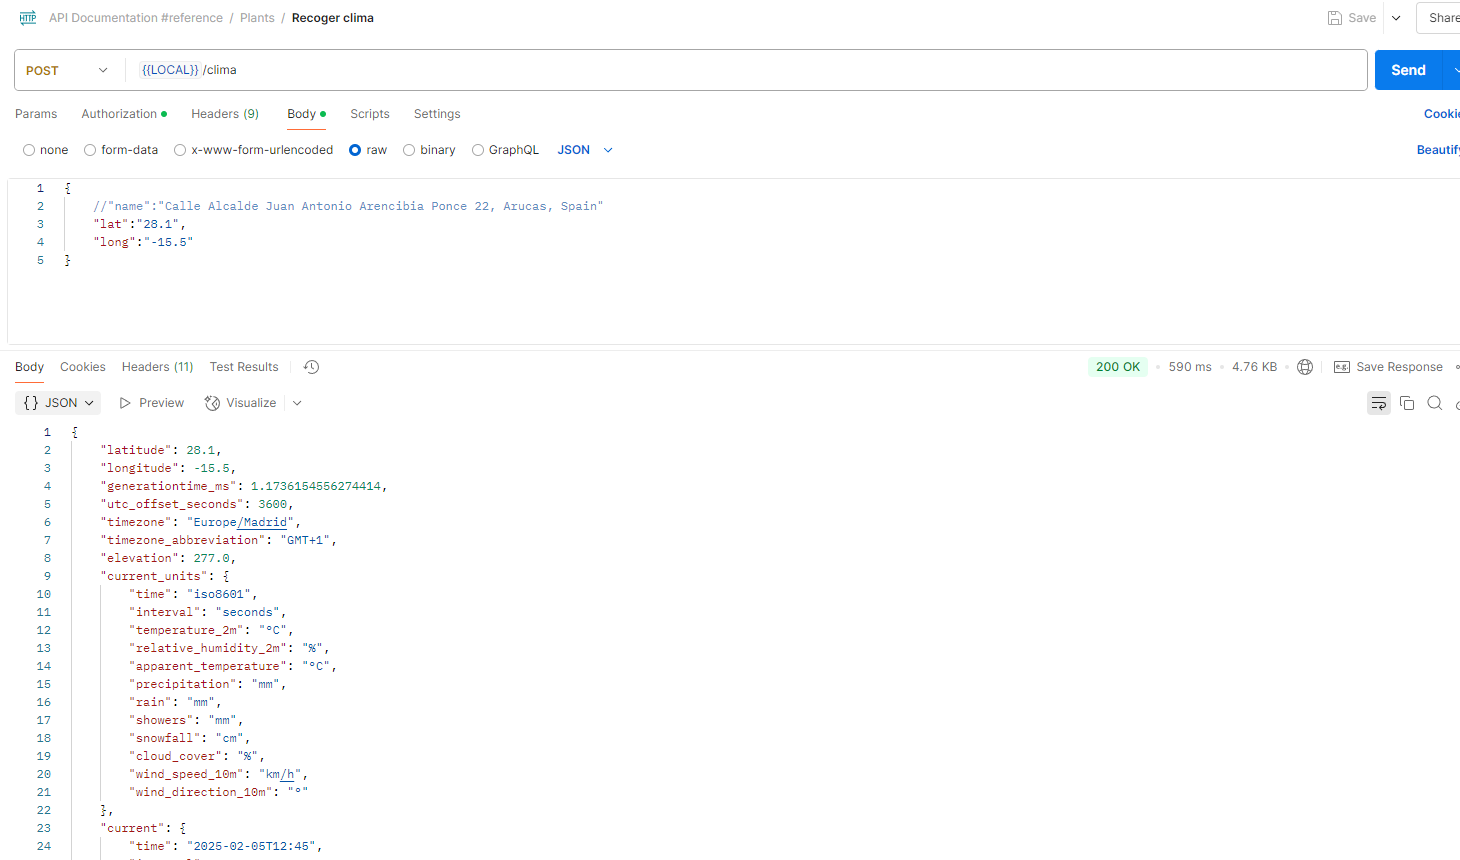 HTTP API Documentation #reference / Plants / Recoger clima Save Share
POST {{LOCAL}}/clima Send
Params Authorization Headers (9) Body Scripts Settings Cookie
none form-data x-www-form-urlencoded raw binary GraphQL JSON Beautify
1 {
2 //"name":"Calle Alcalde Juan Antonio Arencibia Ponce 22, Arucas, Spain"
3 "lat":"28.1",
4 "long":"-15.5"
5 }
Body Cookies Headers (11) Test Results 200 OK 590 ms 4.76 KB e.g. Save Response
{} JSON Preview Visualize
1 {
2 "latitude": 28.1,
3 "longitude": -15.5,
4 "generationtime_ms": 1.1736154556274414,
5 "utc_offset_seconds": 3600,
6 "timezone": "Europe/Madrid",
7 "timezone_abbreviation": "GMT+1",
8 "elevation": 277.0,
9 "current_units": {
10 "time": "iso8601",
11 "interval": "seconds",
12 "temperature_2m": "°C",
13 "relative_humidity_2m": "%",
14 "apparent_temperature": "°C",
15 "precipitation": "mm",
16 "rain": "mm",
17 "showers": "mm",
18 "snowfall": "cm",
19 "cloud_cover": "%",
20 "wind_speed_10m": "km/h",
21 "wind_direction_10m": "°"
22 },
23 "current": {
24 "time": "2025-02-05T12:45",